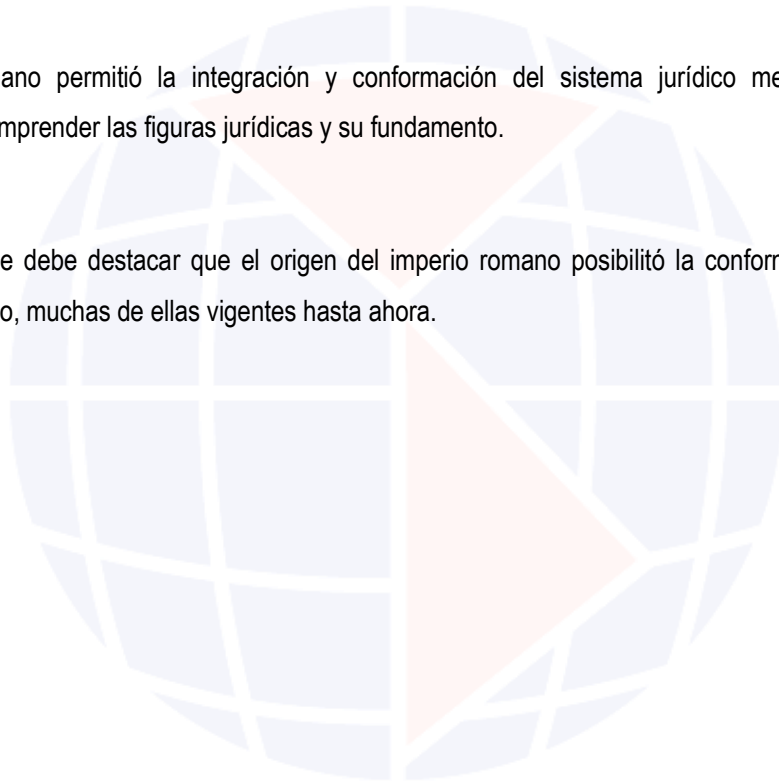 ano permitió la integración y conformación del sistema jurídico me
mprender las figuras jurídicas y su fundamento.
e debe destacar que el origen del imperio romano posibilitó la confor
o, muchas de ellas vigentes hasta ahora.